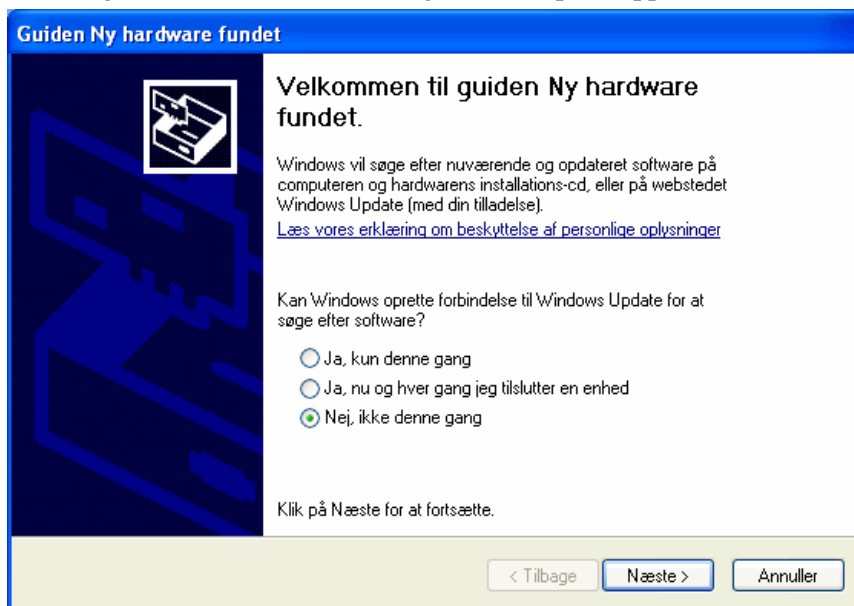 Guiden Ny hardware fundet
Velkommen til guiden Ny hardware
fundet.
Windows vil søge efter nuværende og opdateret software på
computeren og hardwarens installations-cd, eller på webstedet
Windows Update (med din tilladelse).
Læs vores erklæring om beskyttelse af personlige oplysninger
Kan Windows oprette forbindelse til Windows Update for at
søge efter software?
Ja, kun denne gang
Ja, nu og hver gang jeg tilslutter en enhed
Nej, ikke denne gang
Klik på Næste for at fortsætte.
< Tilbage
Næste >
Annuller